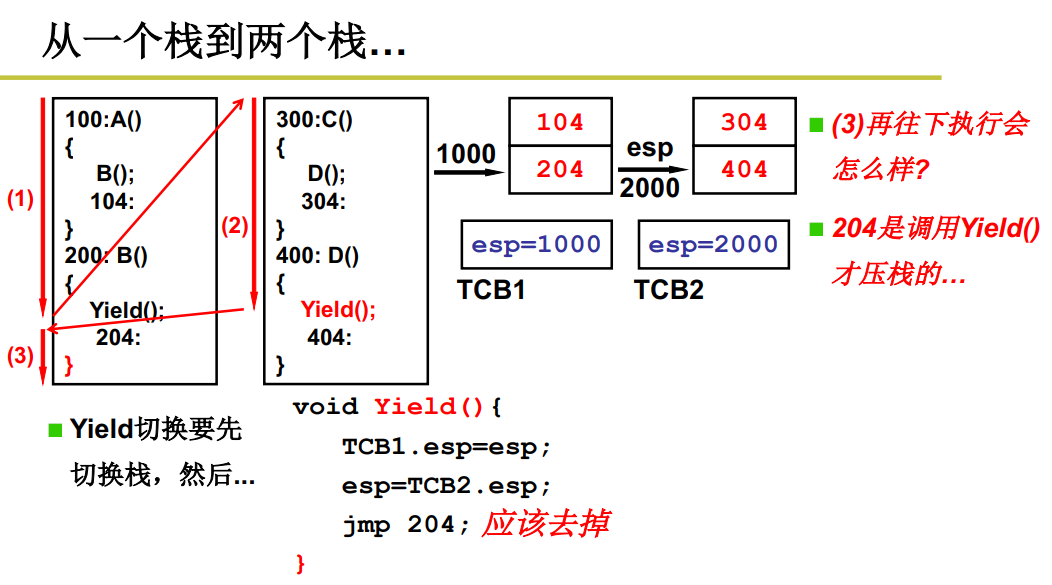 从一个栈到两个栈…
(1)
(3)
100:A()
{
B();
104:
}
200: B()
{
Yield();
204:
}
(2)
300:C()
{
D();
304:
}
400: D()
{
Yield();
404:
}
1000
104
204
esp
2000
304
404
esp=1000
TCB1
esp=2000
TCB2
(3)再往下执行会
怎么样?
204是调用Yield()
才压栈的…
Yield切换要先
切换栈，然后...
void Yield(){
TCB1.esp=esp;
esp=TCB2.esp;
jmp 204; 应该去掉
}